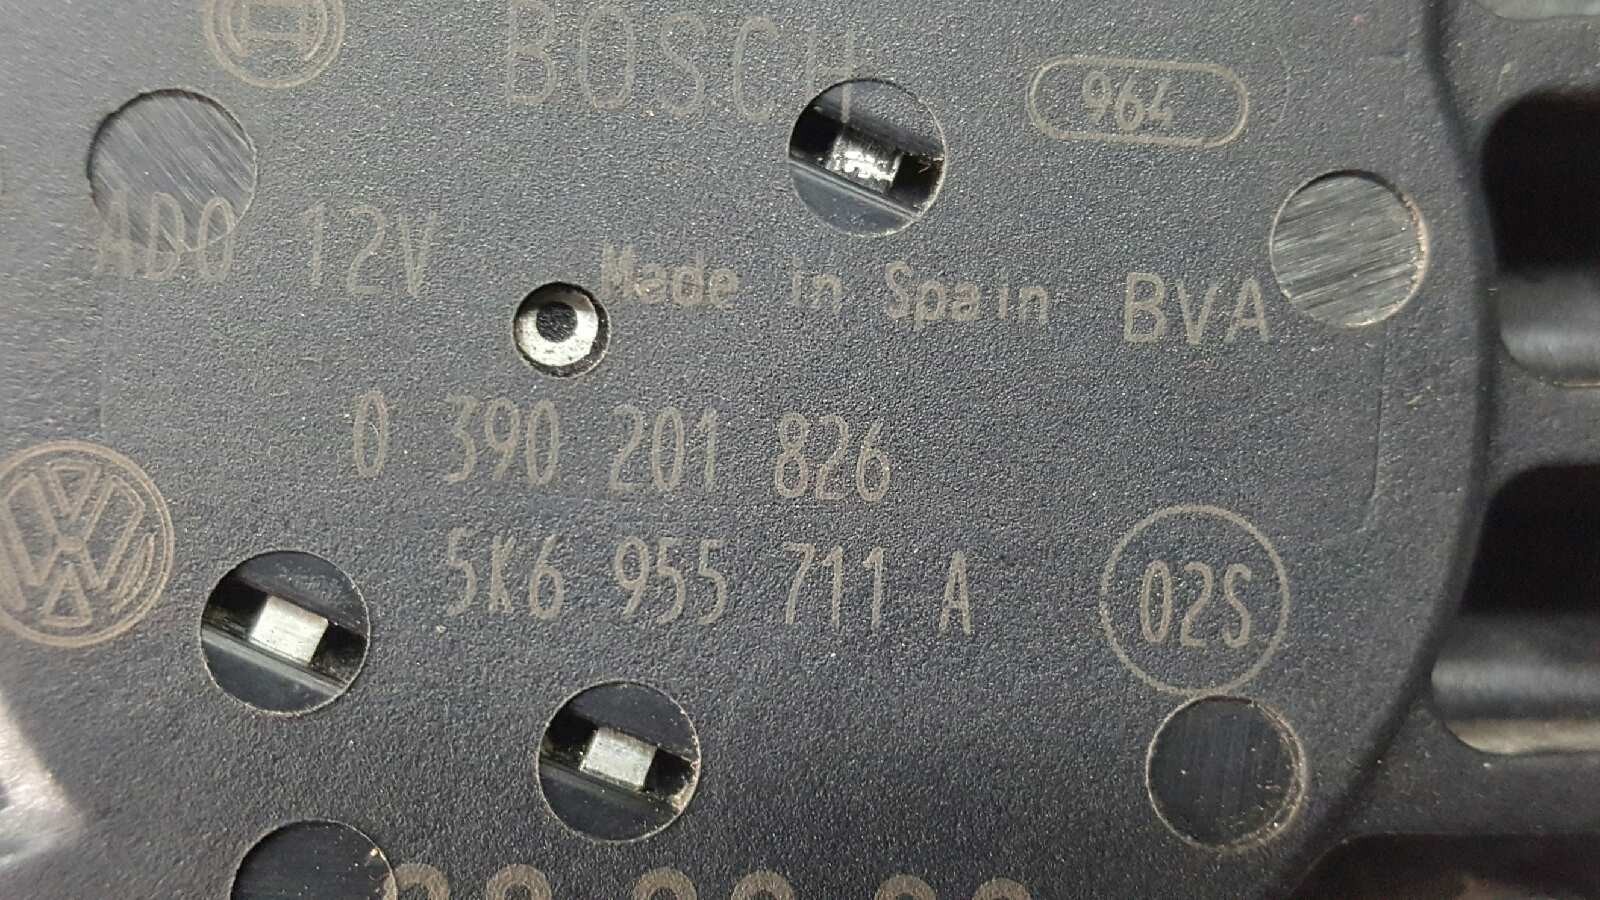 BOSCH
964
ADO 12V
Made in Spain BVA
0 390 201 826
5K6 955 711 A
02S